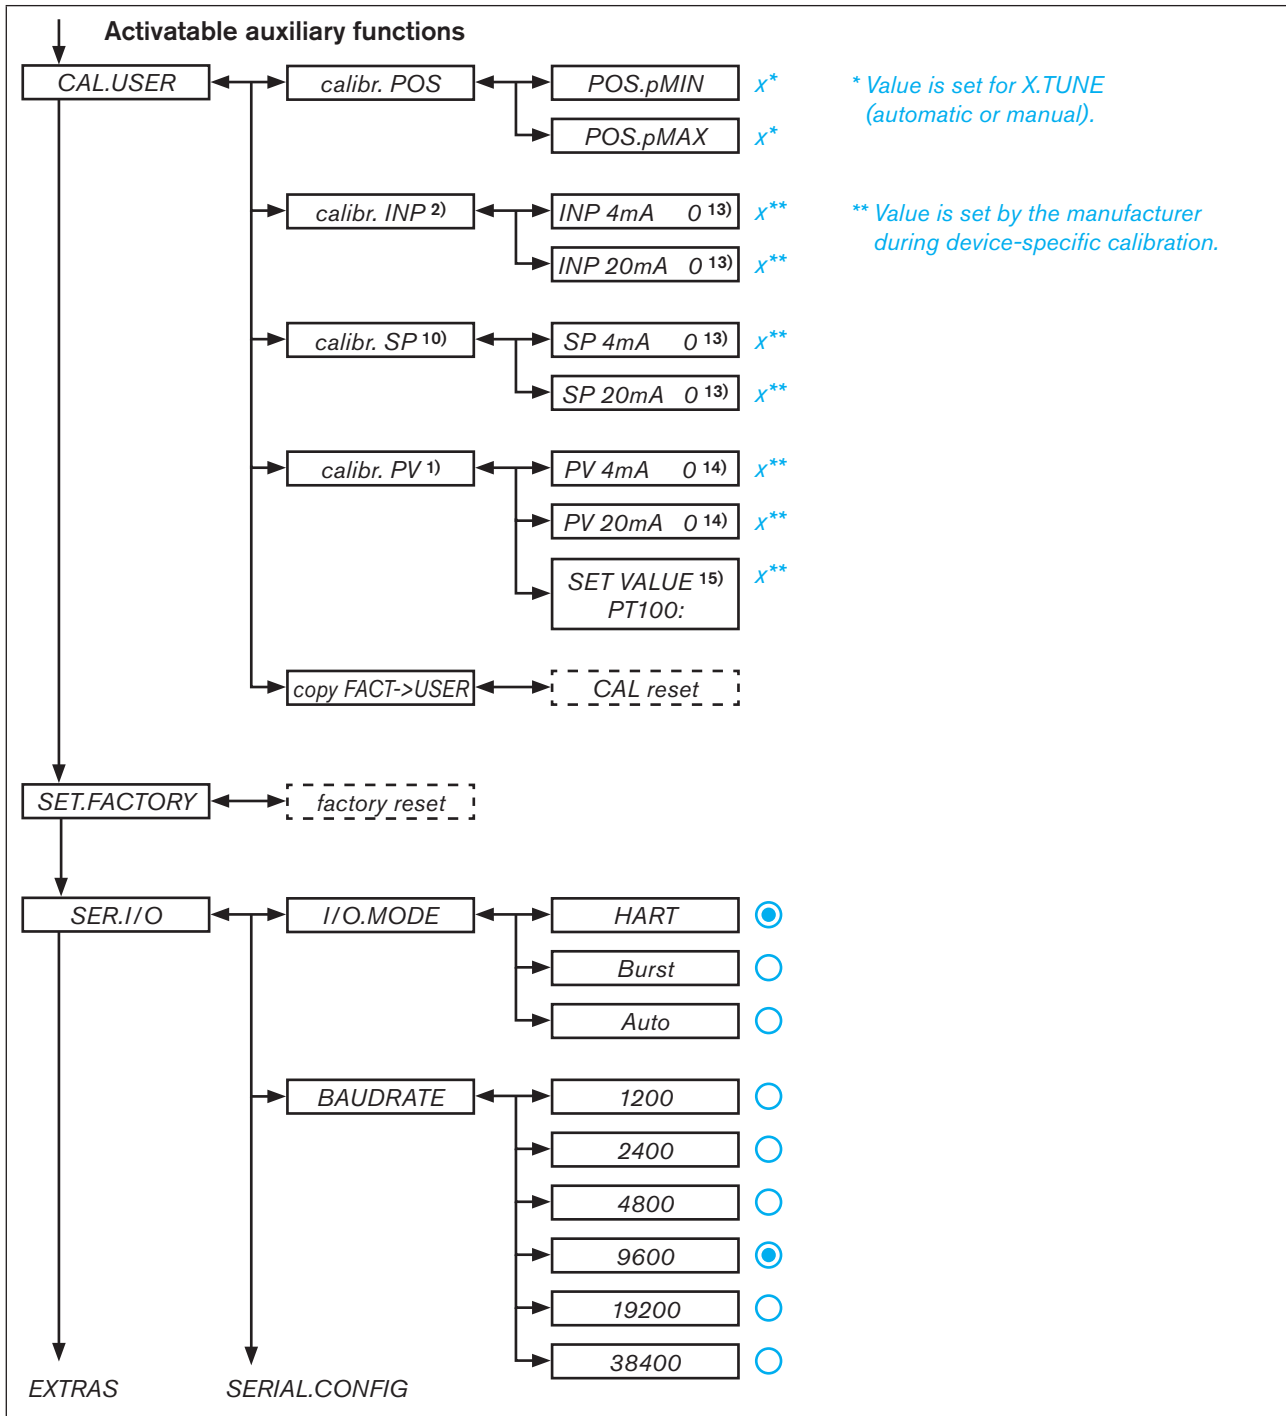 Activatable auxiliary functions
CAL.USER
calibr. POS
POS.pMIN
x*
* Value is set for X.TUNE
(automatic or manual).
POS.pMAX
x*
calibr. INP 2)
INP 4mA 0 13)
x**
** Value is set by the manufacturer
during device-specific calibration.
INP 20mA 0 13)
x**
calibr. SP 10)
SP 4mA 0 13)
x**
SP 20mA 0 13)
x**
calibr. PV 1)
PV 4mA 0 14)
x**
PV 20mA 0 14)
x**
SET VALUE 15)
PT100:
x**
copy FACT->USER
CAL reset
SET.FACTORY
factory reset
SER.I/O
I/O.MODE
HART
Burst
Auto
BAUDRATE
1200
2400
4800
9600
19200
38400
EXTRAS
SERIAL.CONFIG